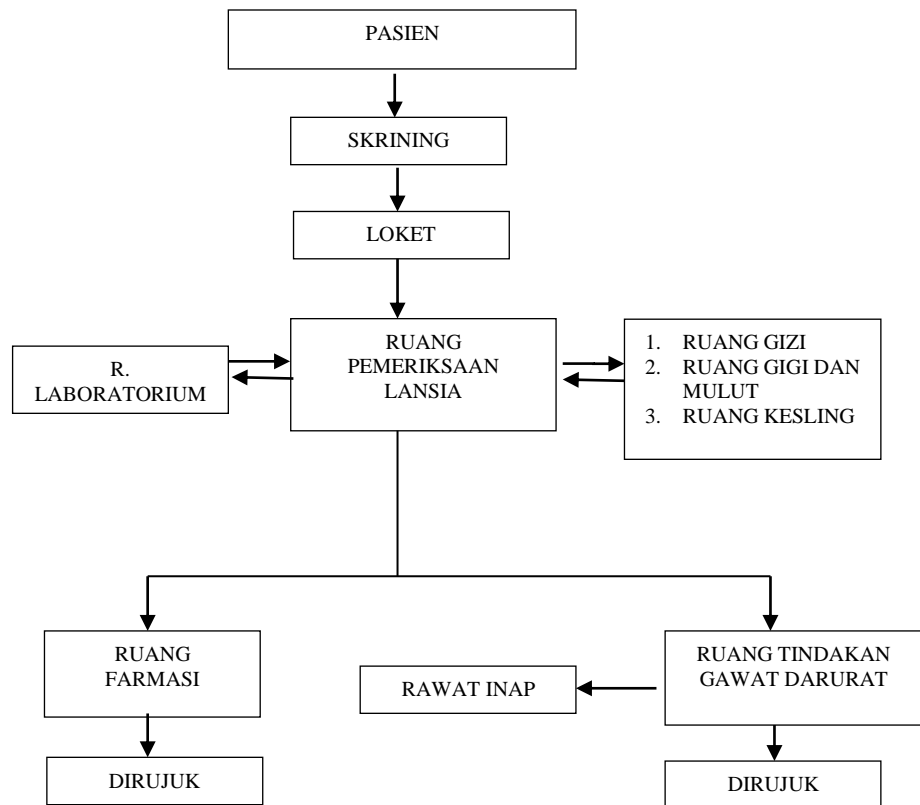 PASIEN
SKRINING
LOKET
RUANG
PEMERIKSAAN
LANSIA
R.
LABORATORIUM
1. RUANG GIZI
2. RUANG GIGI DAN
MULUT
3. RUANG KESLING
RUANG
FARMASI
RAWAT INAP
RUANG TINDAKAN
GAWAT DARURAT
DIRUJUK
DIRUJUK